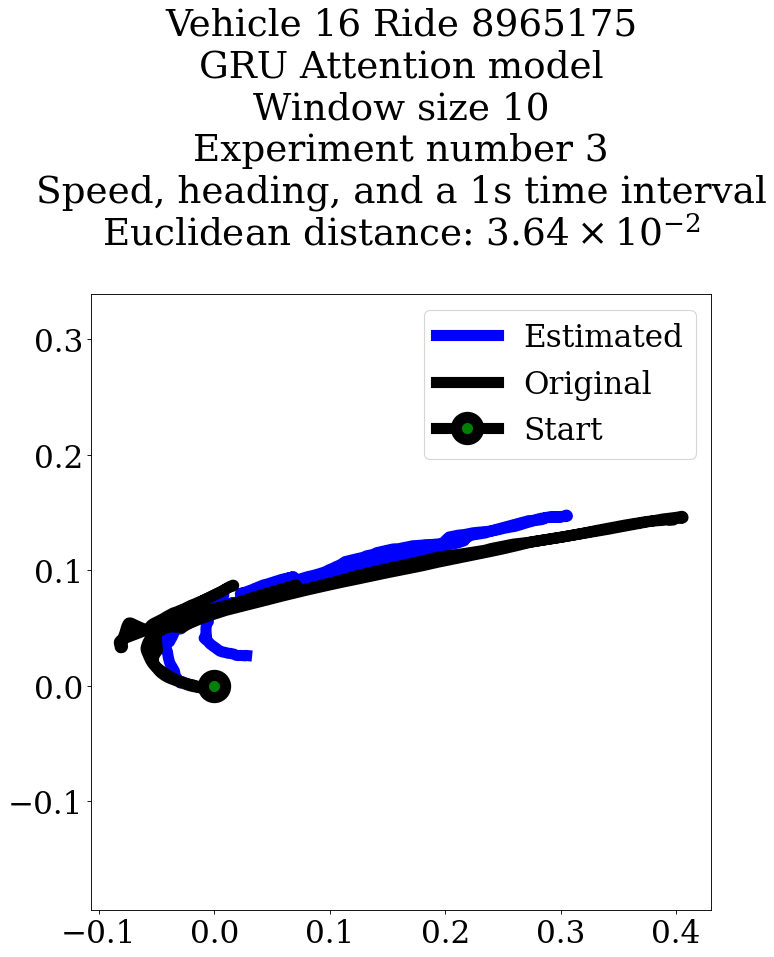 Vehicle 16 Ride 8965175
GRU Attention model
Window size 10
Experiment number 3
Speed, heading, and a 1s time interval
Euclidean distance: 3.64 × 10⁻²
Estimated
Original
Start
0.3
0.2
0.1
0.0
−0.1
−0.1
0.0
0.1
0.2
0.3
0.4